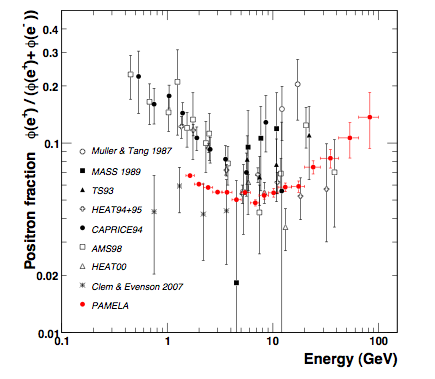 Positron fraction φ(e⁺) / (φ(e⁺)+ φ(e⁻))
0.4
0.3
0.2
0.1
0.02
0.01
Muller & Tang 1987
MASS 1989
TS93
HEAT94+95
CAPRICE94
AMS98
HEAT00
Clem & Evenson 2007
PAMELA
0.1 1 10 100
Energy (GeV)